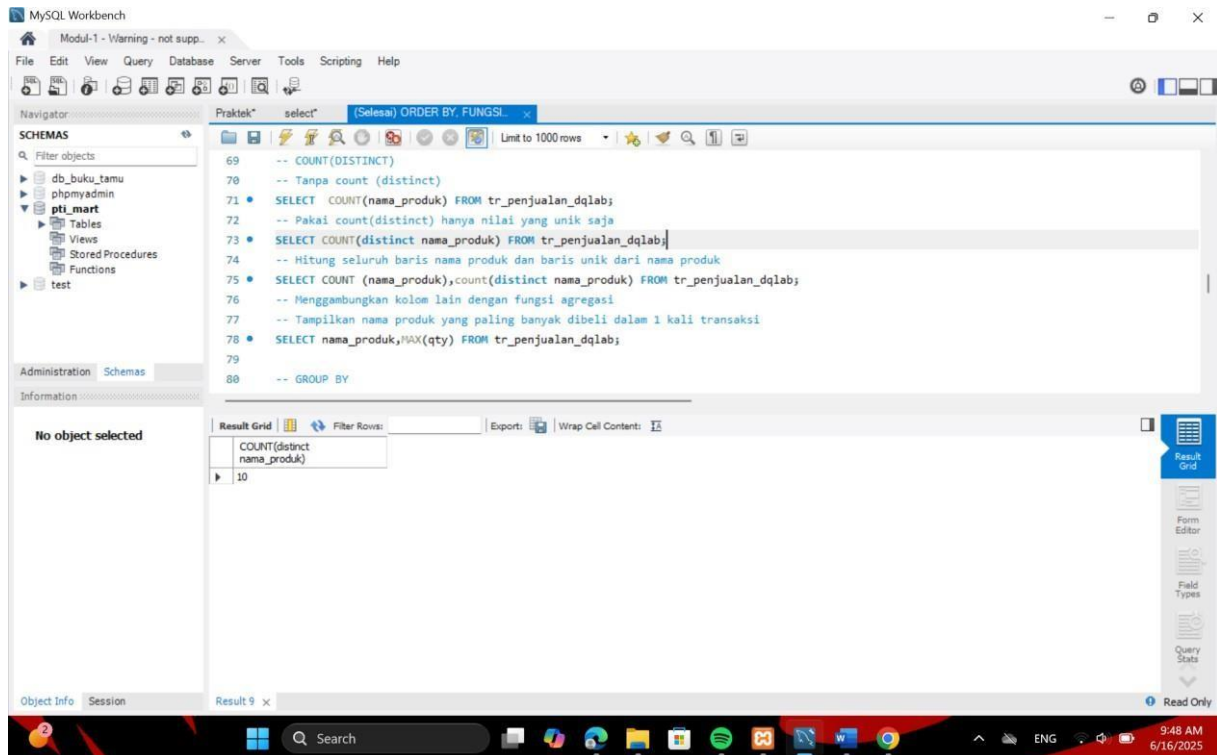 MySQL Workbench
Modul-1 - Warning - not supp...
File Edit View Query Database Server Tools Scripting Help
Navigator
Praktek*
select*
(Selesai) ORDER BY, FUNGSI...
SCHEMAS
Filter objects
db_buku_tamu
phpmyadmin
pti_mart
Tables
Views
Stored Procedures
Functions
test
Limit to 1000 rows
69 -- COUNT(DISTINCT)
70 -- Tanpa count (distinct)
71 SELECT COUNT(nama_produk) FROM tr_penjualan_dqlab;
72 -- Pakai count(distinct) hanya nilai yang unik saja
73 SELECT COUNT(distinct nama_produk) FROM tr_penjualan_dqlab;
74 -- Hitung seluruh baris nama produk dan baris unik dari nama produk
75 SELECT COUNT (nama_produk),count(distinct nama_produk) FROM tr_penjualan_dqlab;
76 -- Menggambungkan kolom lain dengan fungsi agregasi
77 -- Tampilkan nama produk yang paling banyak dibeli dalam 1 kali transaksi
78 SELECT nama_produk,MAX(qty) FROM tr_penjualan_dqlab;
79
80 -- GROUP BY
Administration Schemas
Information
No object selected
Result Grid Filter Rows: Export: Wrap Cell Content:
COUNT(distinct
nama_produk)
10
Result
Grid
Form
Editor
Field
Types
Query
Stats
Object Info Session
Result 9
Read Only
2
Search
ENG
9:48 AM
6/16/2025